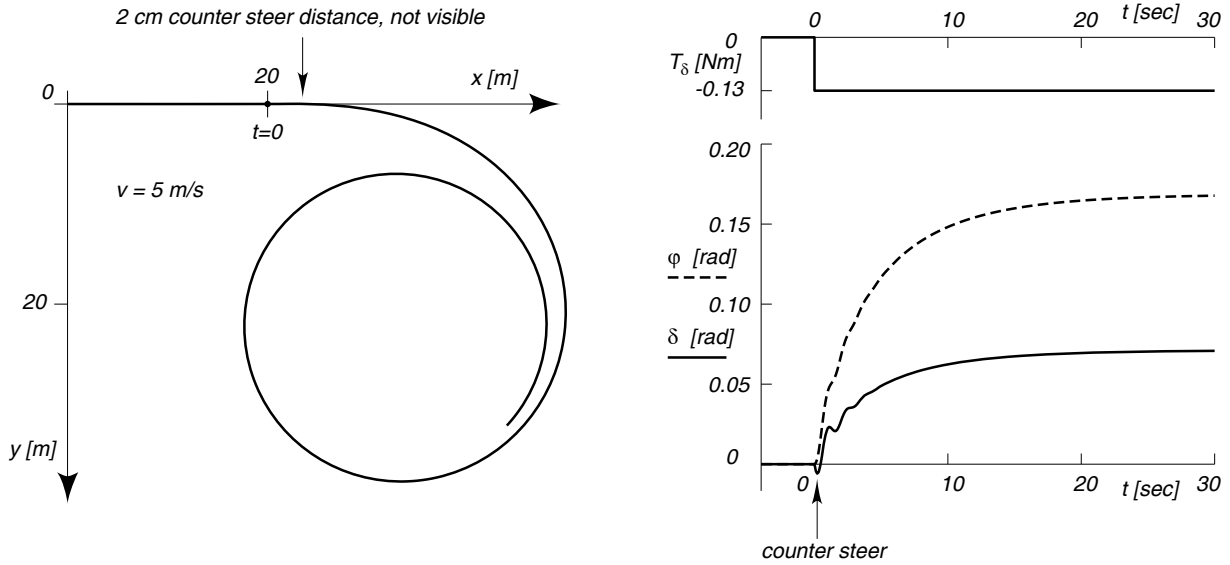 2 cm counter steer distance, not visible
0
20
x [m]
t=0
v = 5 m/s
20
y [m]
0
10
20
30
t [sec]
0
T_δ [Nm]
-0.13
0.20
0.15
φ [rad]
0.10
δ [rad]
0.05
0
0
10
20
30
t [sec]
counter steer